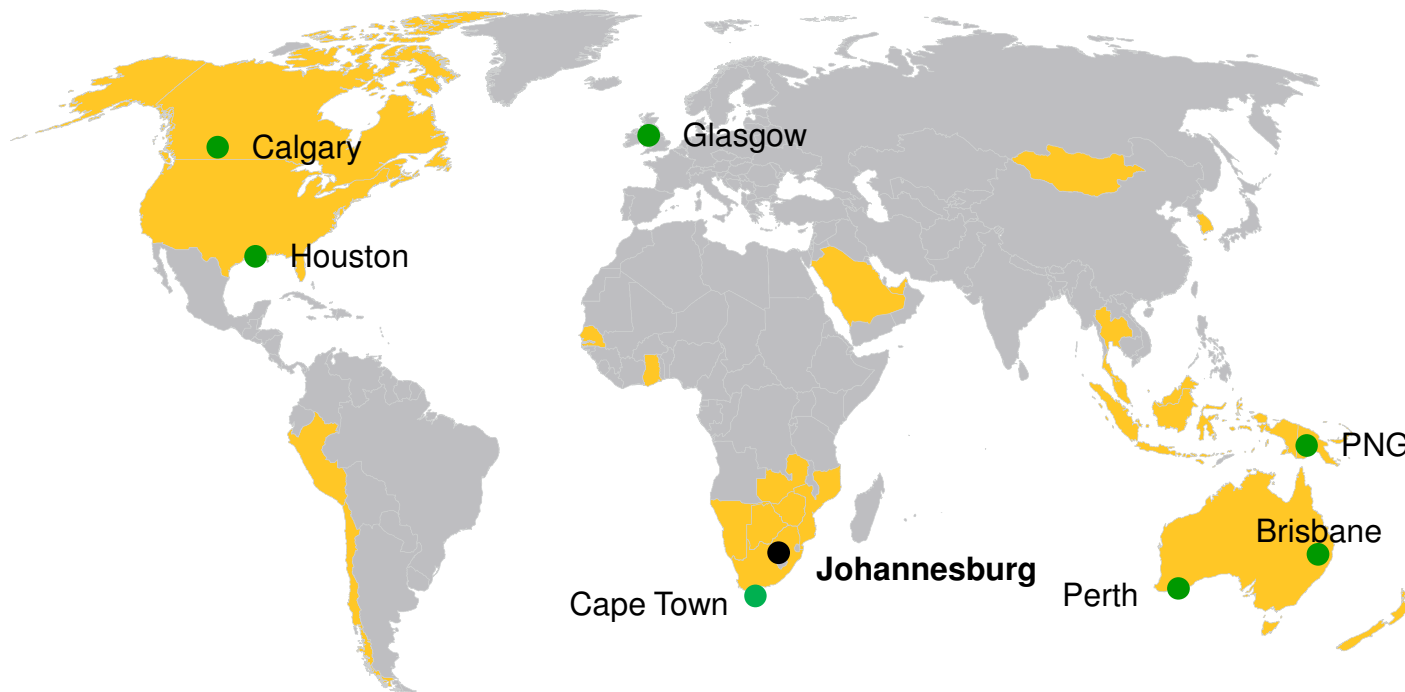 Glasgow
Calgary
Houston
PNG
Brisbane
Johannesburg
Perth
Cape Town